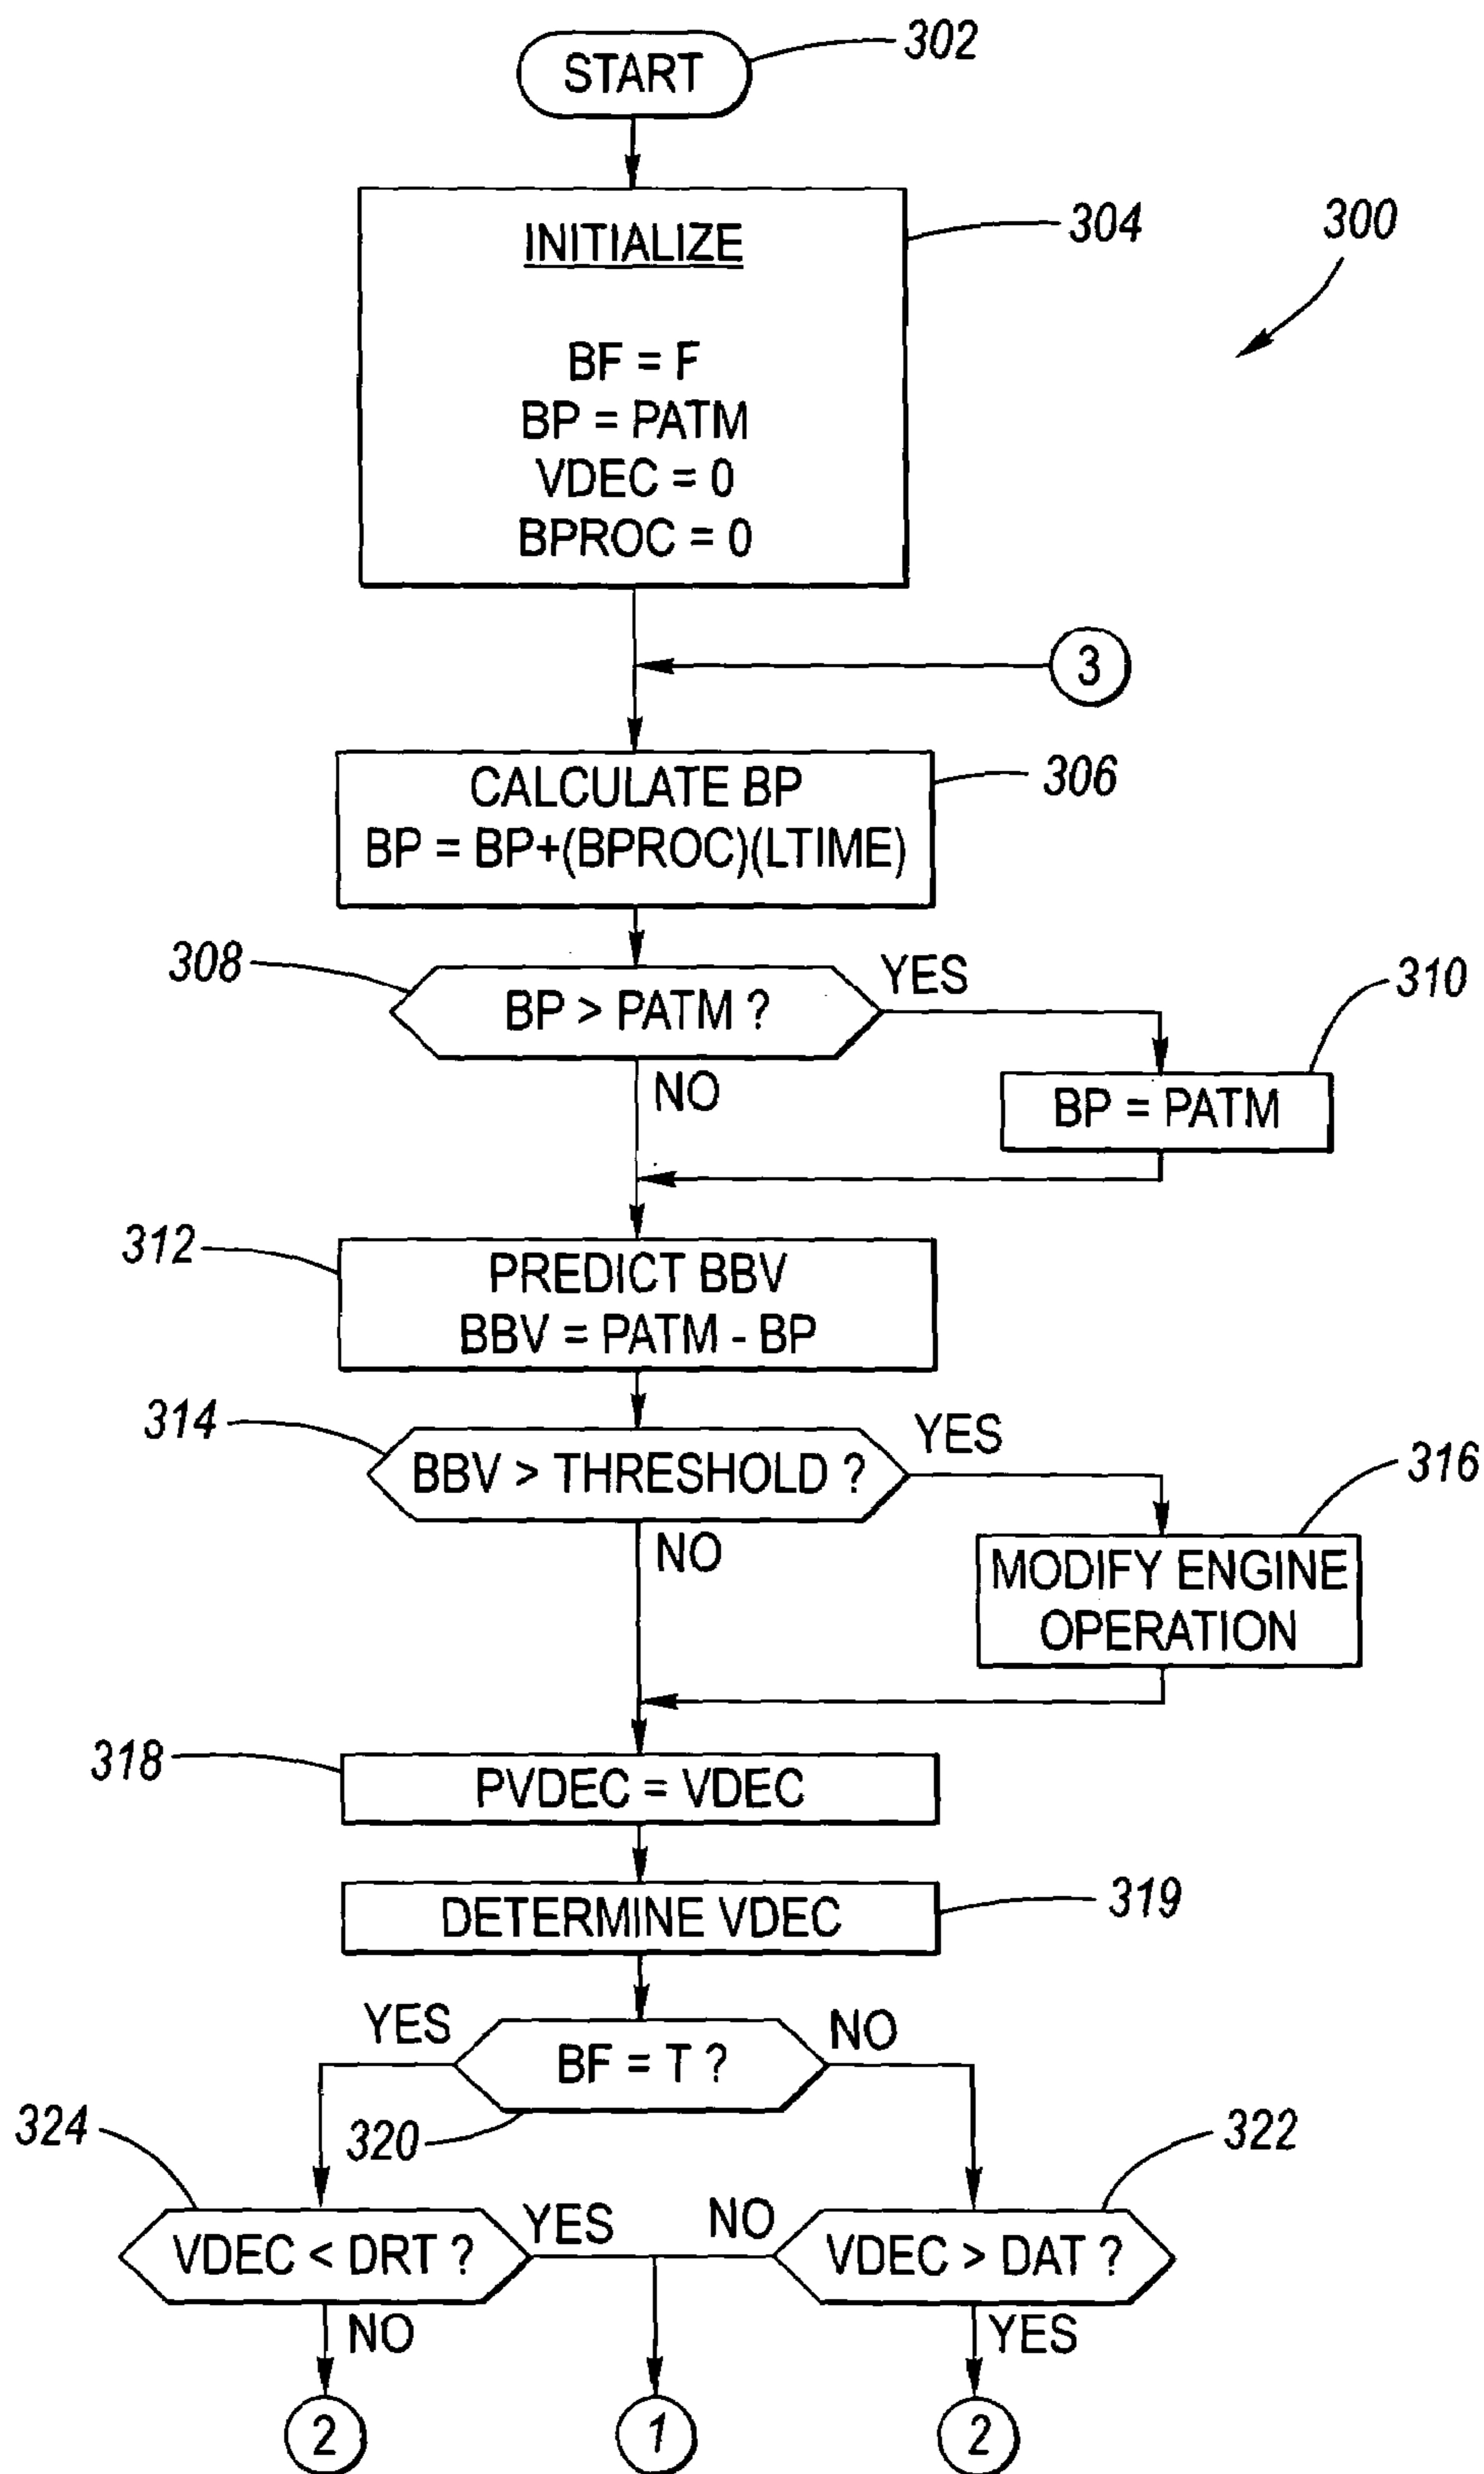 START
302
INITIALIZE
304
300
BF = F
BP = PATM
VDEC = 0
BPROC = 0
3
CALCULATE BP
BP = BP+(BPROC)(LTIME)
306
308
BP > PATM ?
YES
310
NO
BP = PATM
312
PREDICT BBV
BBV = PATM - BP
314
BBV > THRESHOLD ?
YES
316
NO
MODIFY ENGINE
OPERATION
318
PVDEC = VDEC
DETERMINE VDEC
319
YES
BF = T ?
NO
324
320
322
VDEC < DRT ?
YES
NO
VDEC > DAT ?
NO
YES
2
1
2